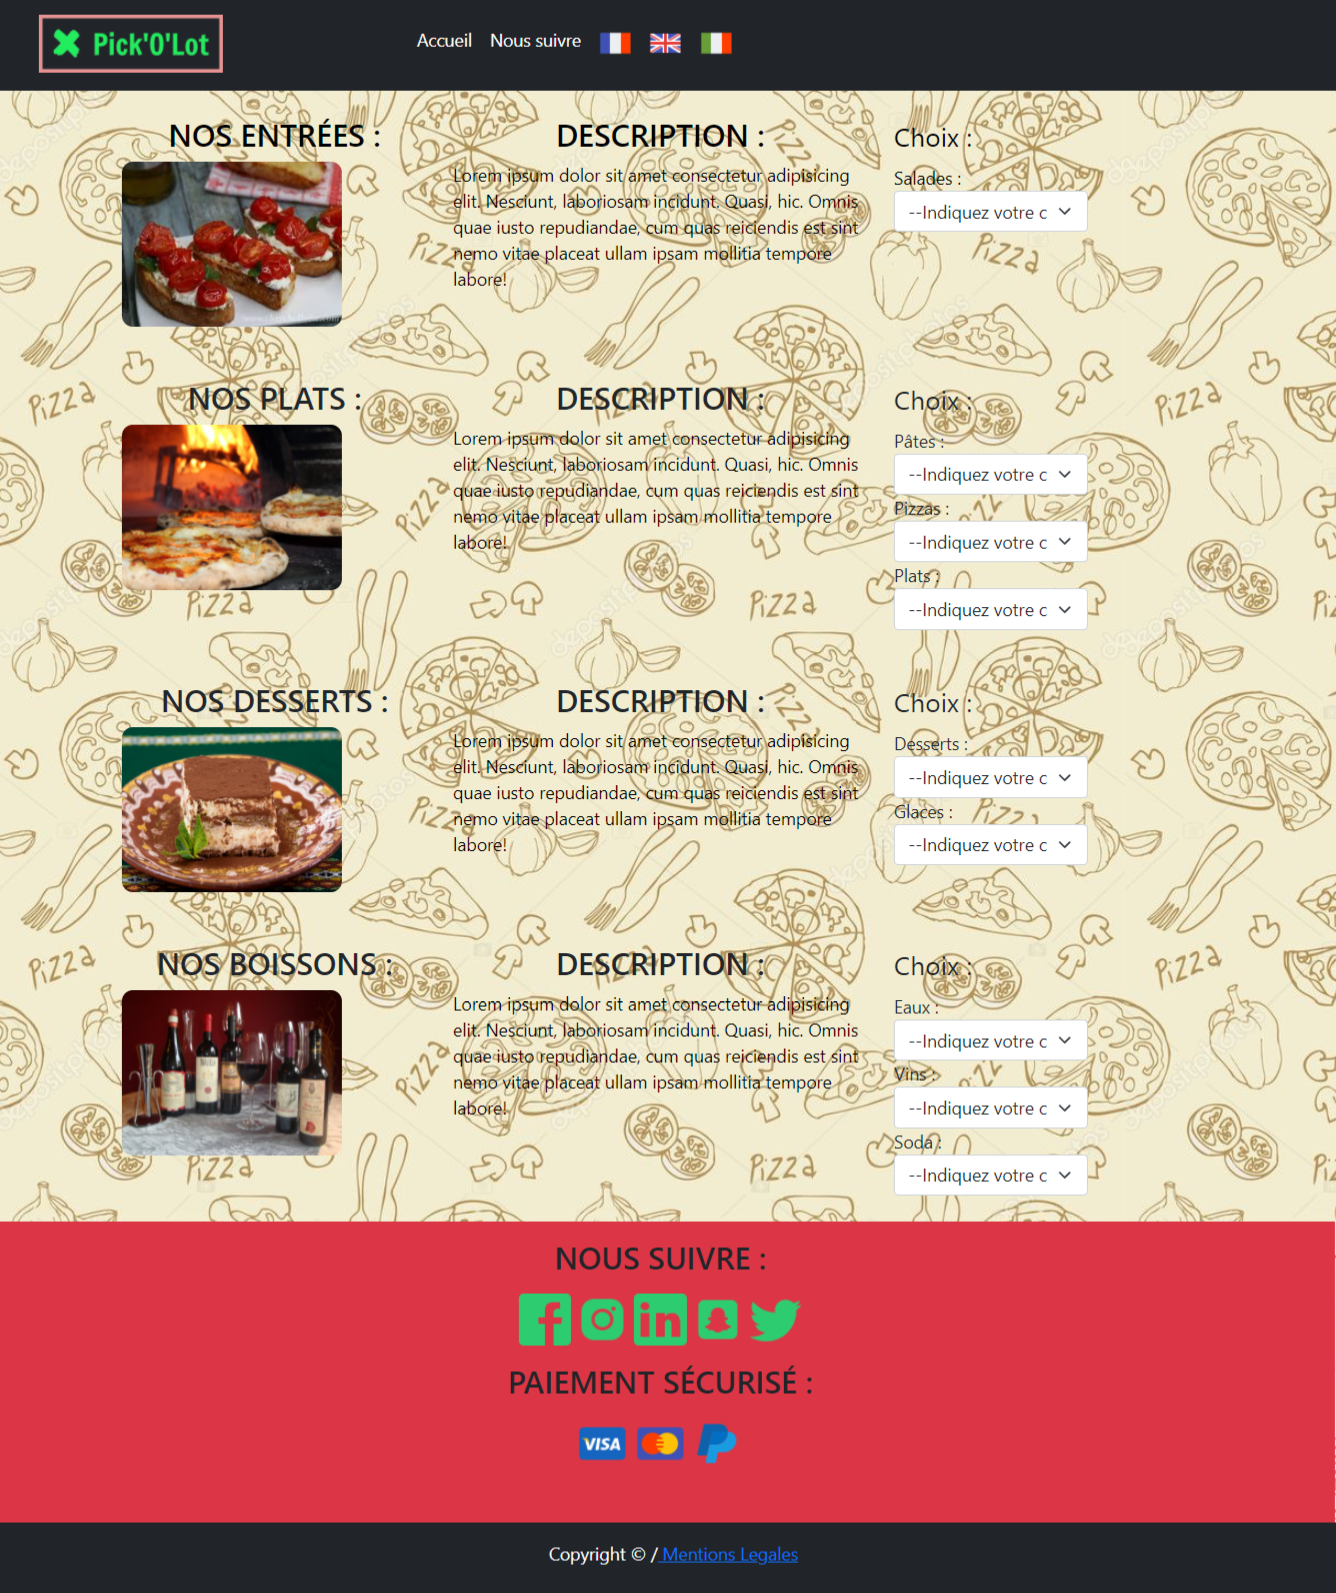 Pick'O'Lot
Accueil Nous suivre
NOS ENTRÉES :
DESCRIPTION :
Lorem ipsum dolor sit amet consectetur adipisicing
elit. Nesciunt, laboriosam incidunt. Quasi, hic. Omnis
quae iusto repudiandae, cum quas reiciendis est sint
nemo vitae placeat ullam ipsam mollitia tempore
labore!
Choix :
Salades :
--Indiquez votre c
NOS PLATS :
DESCRIPTION :
Lorem ipsum dolor sit amet consectetur adipisicing
elit. Nesciunt, laboriosam incidunt. Quasi, hic. Omnis
quae iusto repudiandae, cum quas reiciendis est sint
nemo vitae placeat ullam ipsam mollitia tempore
labore!
Choix :
Pâtes :
--Indiquez votre c
Pizzas :
--Indiquez votre c
Plats :
--Indiquez votre c
NOS DESSERTS :
DESCRIPTION :
Lorem ipsum dolor sit amet consectetur adipisicing
elit. Nesciunt, laboriosam incidunt. Quasi, hic. Omnis
quae iusto repudiandae, cum quas reiciendis est sint
nemo vitae placeat ullam ipsam mollitia tempore
labore!
Choix :
Desserts :
--Indiquez votre c
Glaces :
--Indiquez votre c
NOS BOISSONS :
DESCRIPTION :
Lorem ipsum dolor sit amet consectetur adipisicing
elit. Nesciunt, laboriosam incidunt. Quasi, hic. Omnis
quae iusto repudiandae, cum quas reiciendis est sint
nemo vitae placeat ullam ipsam mollitia tempore
labore!
Choix :
Eaux :
--Indiquez votre c
Vins :
--Indiquez votre c
Soda :
--Indiquez votre c
NOUS SUIVRE :
PAIEMENT SÉCURISÉ :
VISA
Copyright © / Mentions Legales